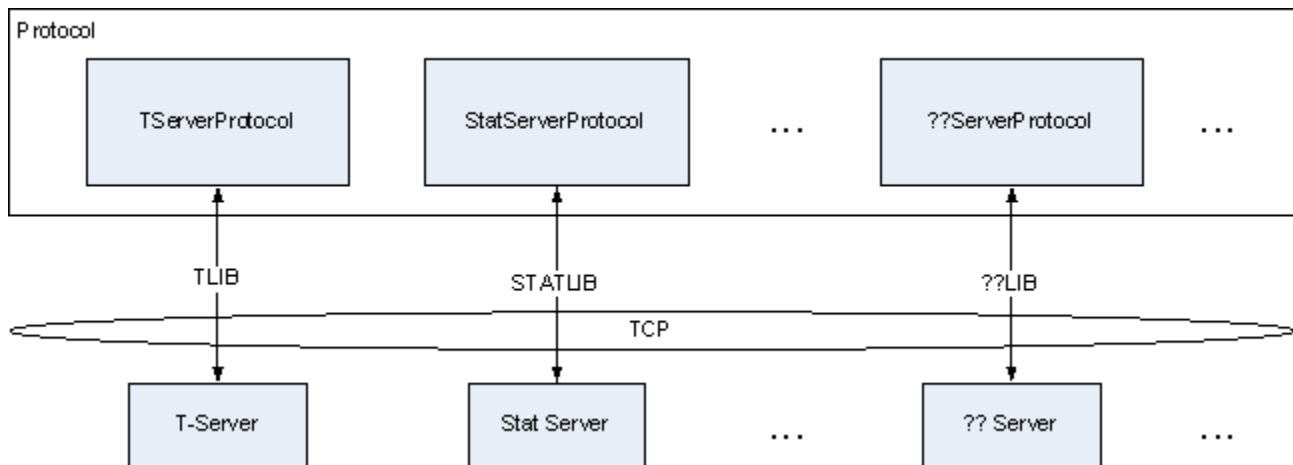 Protocol
TServerProtocol
StatServerProtocol
...
??ServerProtocol
...
TLIB
STATLIB
??LIB
TCP
T-Server
Stat Server
...
?? Server
...